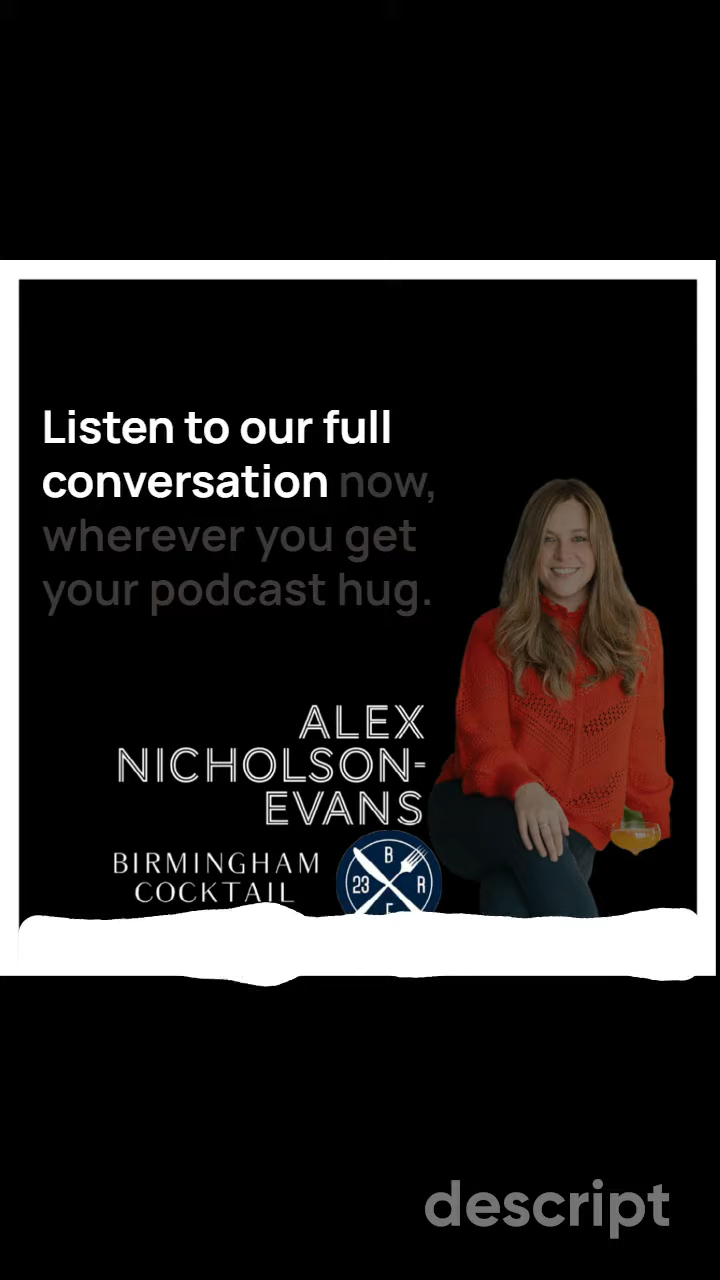 Listen to our full
conversation now,
wherever you get
your podcast hug.
ALEX
NICHOLSON-
EVANS
BIRMINGHAM
COCKTAIL
B
23 R
descript